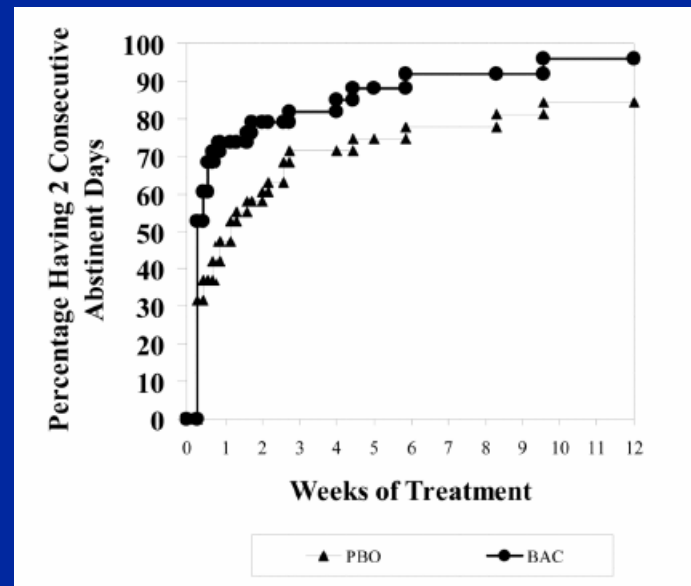 Percentage Having 2 Consecutive
Abstinent Days
100
90
80
70
60
50
40
30
20
10
0
0 1 2 3 4 5 6 7 8 9 10 11 12
Weeks of Treatment
PBO BAC